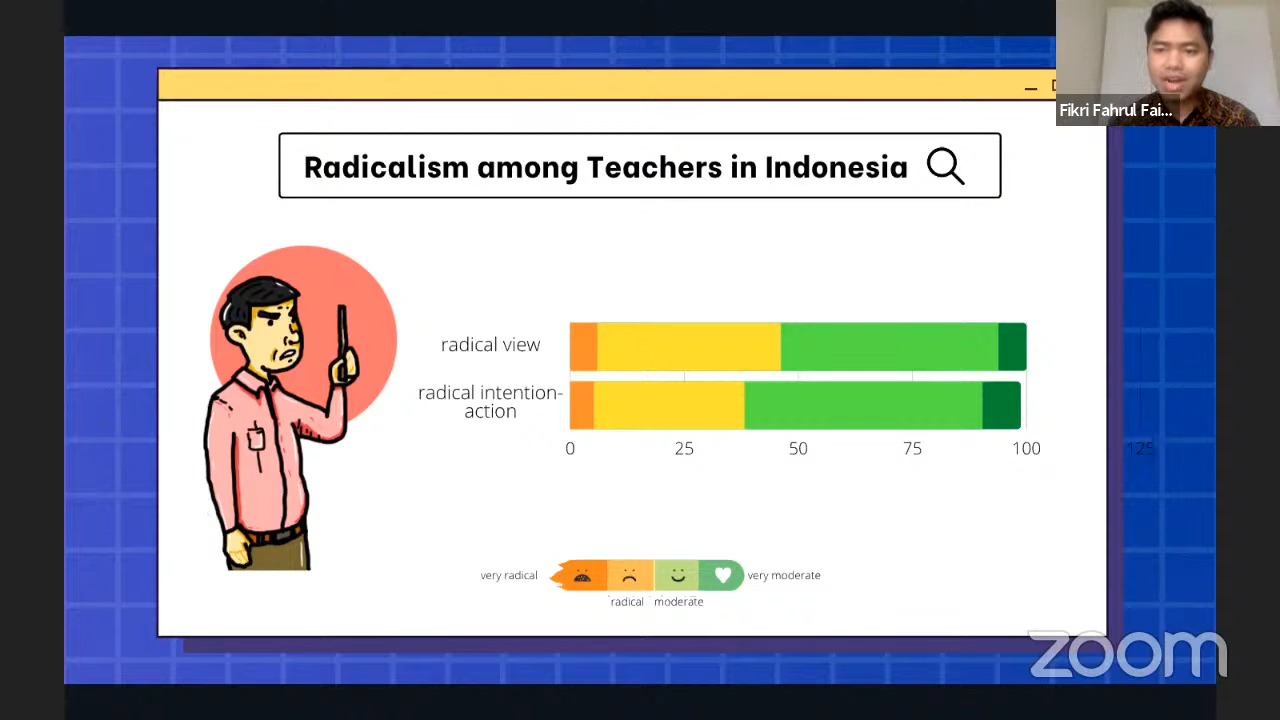 Fikri Fahrul Fai...
Radicalism among Teachers in Indonesia
radical view
radical intention-
action
0 25 50 75 100 125
very radical very moderate
radical moderate
zoom